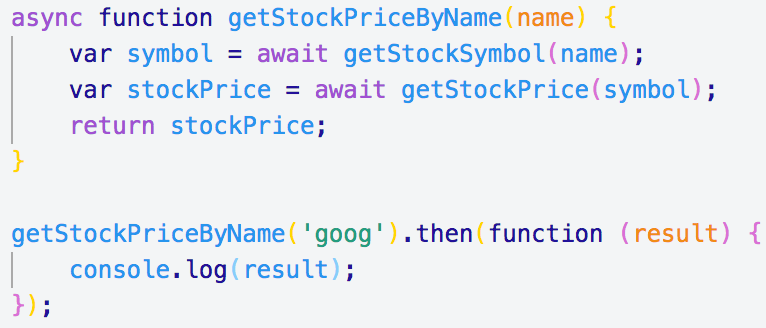 async function getStockPriceByName(name) {
    var symbol = await getStockSymbol(name);
    var stockPrice = await getStockPrice(symbol);
    return stockPrice;
}

getStockPriceByName('goog').then(function (result) {
    console.log(result);
});